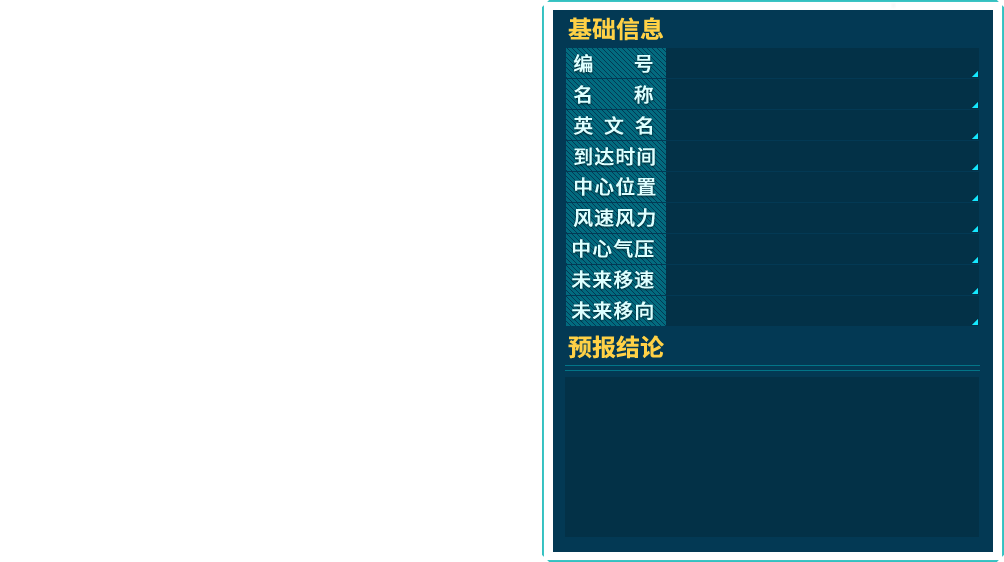 基础信息
编号
名称
英文名
到达时间
中心位置
风速风力
中心气压
未来移速
未来移向
预报结论